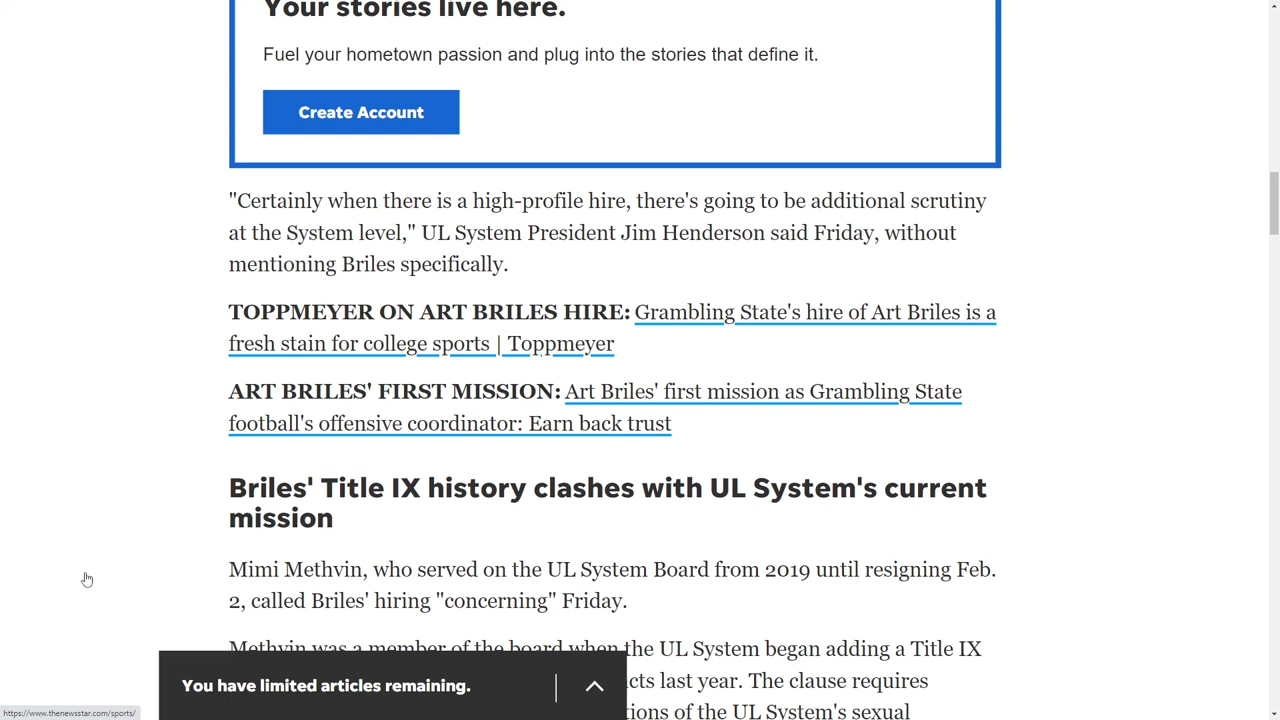 Your stories live here.
Fuel your hometown passion and plug into the stories that define it.
Create Account
"Certainly when there is a high-profile hire, there's going to be additional scrutiny
at the System level," UL System President Jim Henderson said Friday, without
mentioning Briles specifically.
TOPPMEYER ON ART BRILES HIRE: Grambling State's hire of Art Briles is a
fresh stain for college sports | Toppmeyer
ART BRILES' FIRST MISSION: Art Briles' first mission as Grambling State
football's offensive coordinator: Earn back trust
Briles' Title IX history clashes with UL System's current
mission
Mimi Methvin, who served on the UL System Board from 2019 until resigning Feb.
2, called Briles' hiring "concerning" Friday.
Methvin was a member of the board when the UL System began adding a Title IX
cts last year. The clause requires
tions of the UL System's sexual
You have limited articles remaining.
https://www.thenewsstar.com/sports/